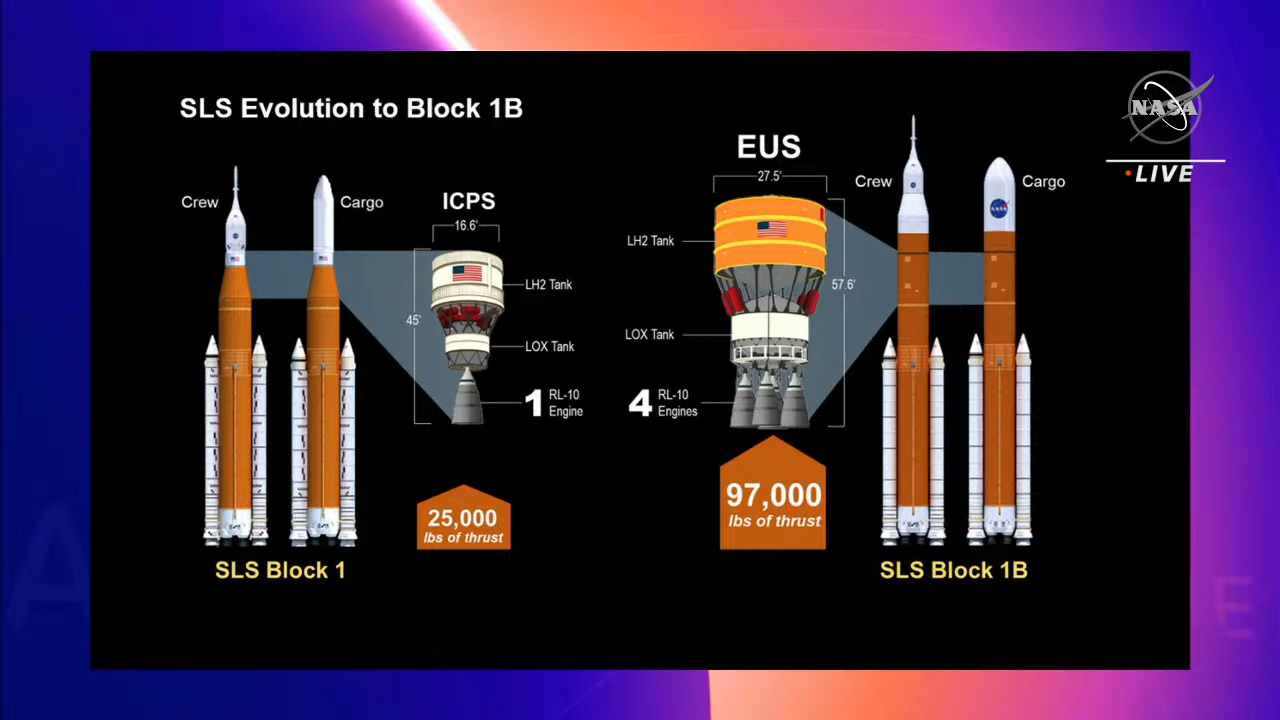 SLS Evolution to Block 1B
NASA
LIVE
Crew
Cargo
ICPS
16.6'
45'
LH2 Tank
LOX Tank
1 RL-10
Engine
25,000
lbs of thrust
SLS Block 1
EUS
27.5'
LH2 Tank
57.6'
LOX Tank
4 RL-10
Engines
97,000
lbs of thrust
Crew
Cargo
NASA
SLS Block 1B
A
E